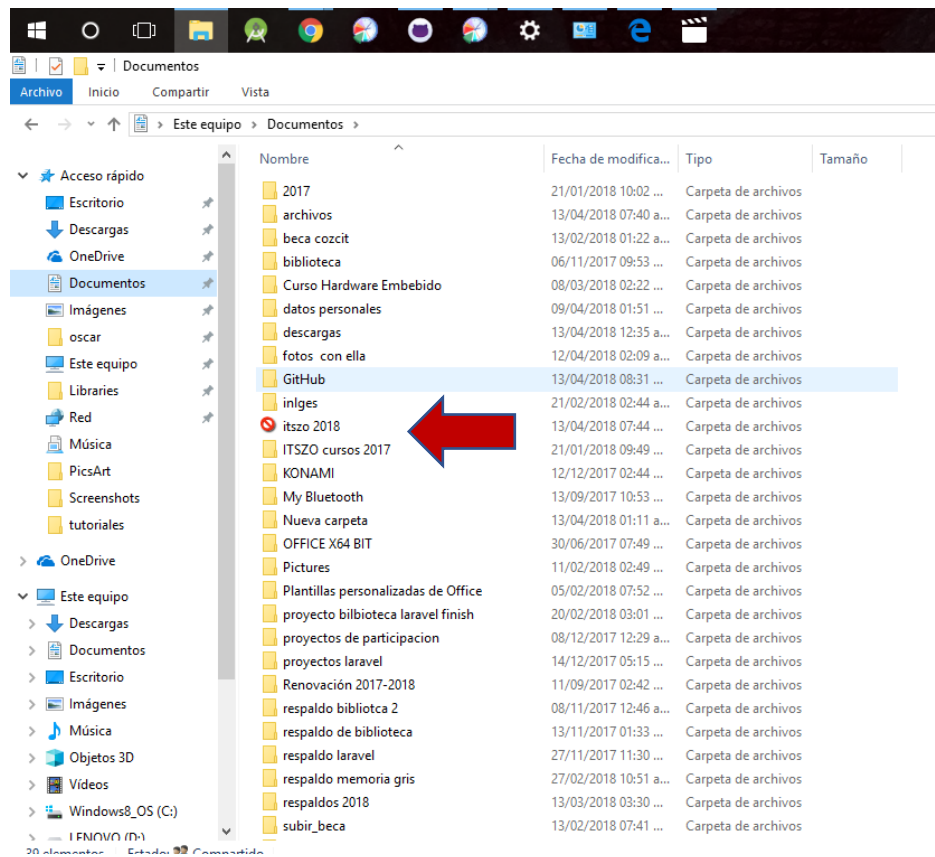 Documentos
Archivo Inicio Compartir Vista
Este equipo > Documentos >
Nombre Fecha de modifica... Tipo Tamaño
Acceso rápido
Escritorio
Descargas
OneDrive
Documentos
Imágenes
oscar
Este equipo
Libraries
Red
Música
PicsArt
Screenshots
tutoriales
OneDrive
Este equipo
Descargas
Documentos
Escritorio
Imágenes
Música
Objetos 3D
Vídeos
Windows8_OS (C:)
LENOVO (D:)
2017 21/01/2018 10:02 ... Carpeta de archivos
archivos 13/04/2018 07:40 a... Carpeta de archivos
beca cozcit 13/02/2018 01:22 a... Carpeta de archivos
biblioteca 06/11/2017 09:53 ... Carpeta de archivos
Curso Hardware Embebido 08/03/2018 02:22 ... Carpeta de archivos
datos personales 09/04/2018 01:51 ... Carpeta de archivos
descargas 13/04/2018 12:35 a... Carpeta de archivos
fotos con ella 12/04/2018 02:09 a... Carpeta de archivos
GitHub 13/04/2018 08:31 ... Carpeta de archivos
inlges 21/02/2018 02:44 a... Carpeta de archivos
itszo 2018 13/04/2018 07:44 ... Carpeta de archivos
ITSZO cursos 2017 21/01/2018 09:49 ... Carpeta de archivos
KONAMI 12/12/2017 02:44 ... Carpeta de archivos
My Bluetooth 13/09/2017 10:53 ... Carpeta de archivos
Nueva carpeta 13/04/2018 01:11 a... Carpeta de archivos
OFFICE X64 BIT 30/06/2017 07:49 ... Carpeta de archivos
Pictures 11/02/2018 02:49 ... Carpeta de archivos
Plantillas personalizadas de Office 05/02/2018 07:52 ... Carpeta de archivos
proyecto bilbioteca laravel finish 20/02/2018 03:01 ... Carpeta de archivos
proyectos de participacion 08/12/2017 12:29 a... Carpeta de archivos
proyectos laravel 14/12/2017 05:15 ... Carpeta de archivos
Renovación 2017-2018 11/09/2017 02:42 ... Carpeta de archivos
respaldo bibliotca 2 08/11/2017 12:46 a... Carpeta de archivos
respaldo de biblioteca 13/11/2017 01:33 ... Carpeta de archivos
respaldo laravel 27/11/2017 11:30 ... Carpeta de archivos
respaldo memoria gris 27/02/2018 10:51 a... Carpeta de archivos
respaldos 2018 13/03/2018 03:30 ... Carpeta de archivos
subir_beca 13/02/2018 07:41 ... Carpeta de archivos
39 elementos Estado: Compartido